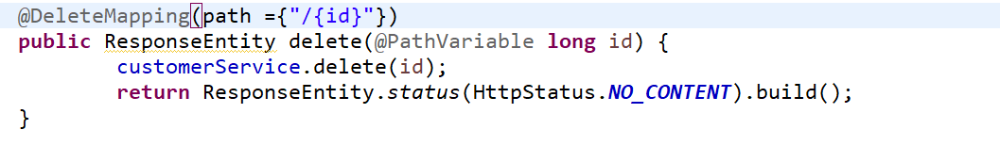 @DeleteMapping(path ={"/{id}"})
public ResponseEntity delete(@PathVariable long id) {
        customerService.delete(id);
        return ResponseEntity.status(HttpStatus.NO_CONTENT).build();
}